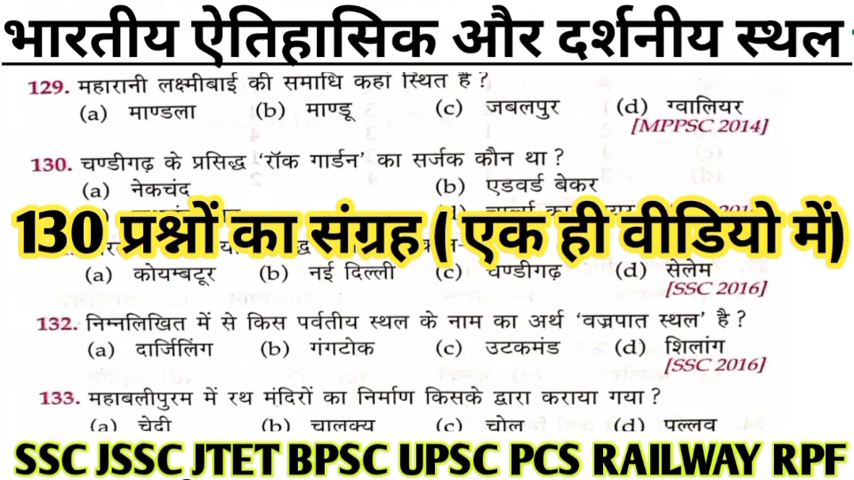 भारतीय ऐतिहासिक और दर्शनीय स्थल
129. महारानी लक्ष्मीबाई की समाधि कहां स्थित है ?
(a) माण्डला (b) माण्डू (c) जबलपुर (d) ग्वालियर
[MPPSC 2014]
130. चण्डीगढ़ के प्रसिद्ध ‘रॉक गार्डन’ का सर्जक कौन था ?
(a) नेकचंद (b) एडवर्ड बेकर
130 प्रश्नों का संग्रह ( एक ही वीडियो में)
(a) कोयम्बटूर (b) नई दिल्ली (c) चण्डीगढ़ (d) सेलेम
[SSC 2016]
132. निम्नलिखित में से किस पर्वतीय स्थल के नाम का अर्थ ‘वज्रपात स्थल’ है ?
(a) दार्जिलिंग (b) गंगटोक (c) उटकमंड (d) शिलांग
[SSC 2016]
133. महाबलीपुरम में रथ मंदिरों का निर्माण किसके द्वारा कराया गया ?
(a) चेदी (b) चालुक्य (c) चोल (d) पल्लव
SSC JSSC JTET BPSC UPSC PCS RAILWAY RPF